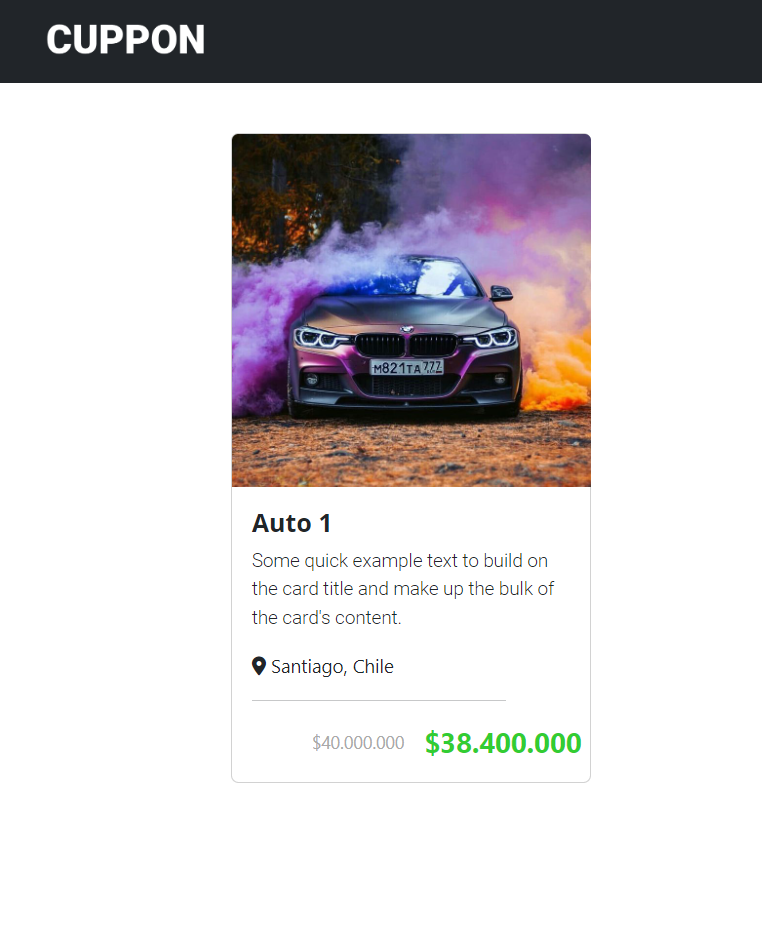 CUPPON
М821ТА 777
Auto 1
Some quick example text to build on
the card title and make up the bulk of
the card's content.
Santiago, Chile
$40.000.000 $38.400.000